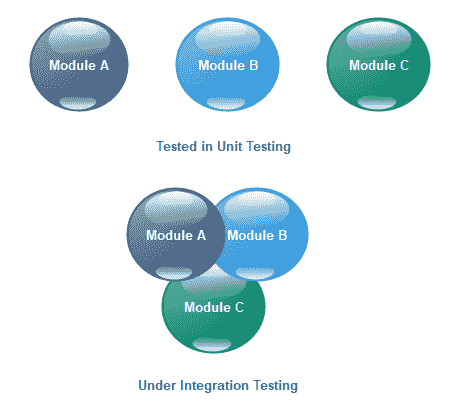 Module A
Module B
Module C
Tested in Unit Testing
Module A
Module B
Module C
Under Integration Testing